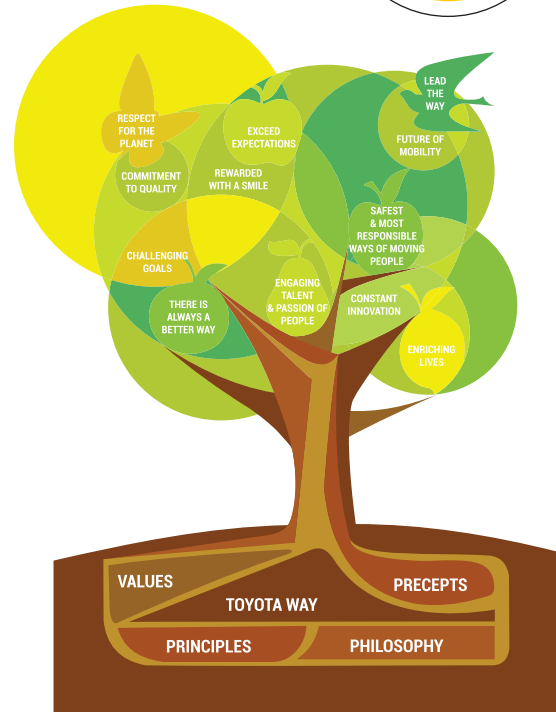 LEAD
THE
WAY
RESPECT
FOR THE
PLANET
EXCEED
EXPECTATIONS
FUTURE OF
MOBILITY
COMMITMENT
TO QUALITY
REWARDED
WITH A SMILE
SAFEST
& MOST
RESPONSIBLE
WAYS OF MOVING
PEOPLE
CHALLENGING
GOALS
ENGAGING
TALENT
& PASSION OF
PEOPLE
CONSTANT
INNOVATION
THERE IS
ALWAYS A
BETTER WAY
ENRICHING
LIVES
VALUES
PRECEPTS
TOYOTA WAY
PRINCIPLES
PHILOSOPHY